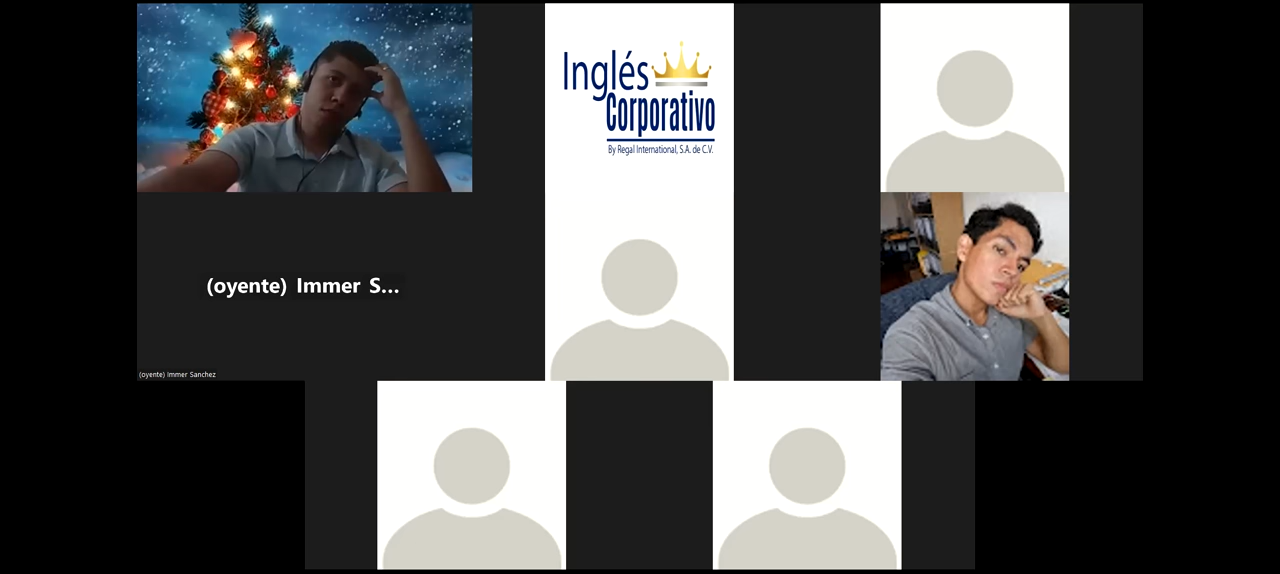 Inglés
Corporativo
By Regal International, S.A. de C.V.
(oyente) Immer S...
(oyente) Immer Sanchez